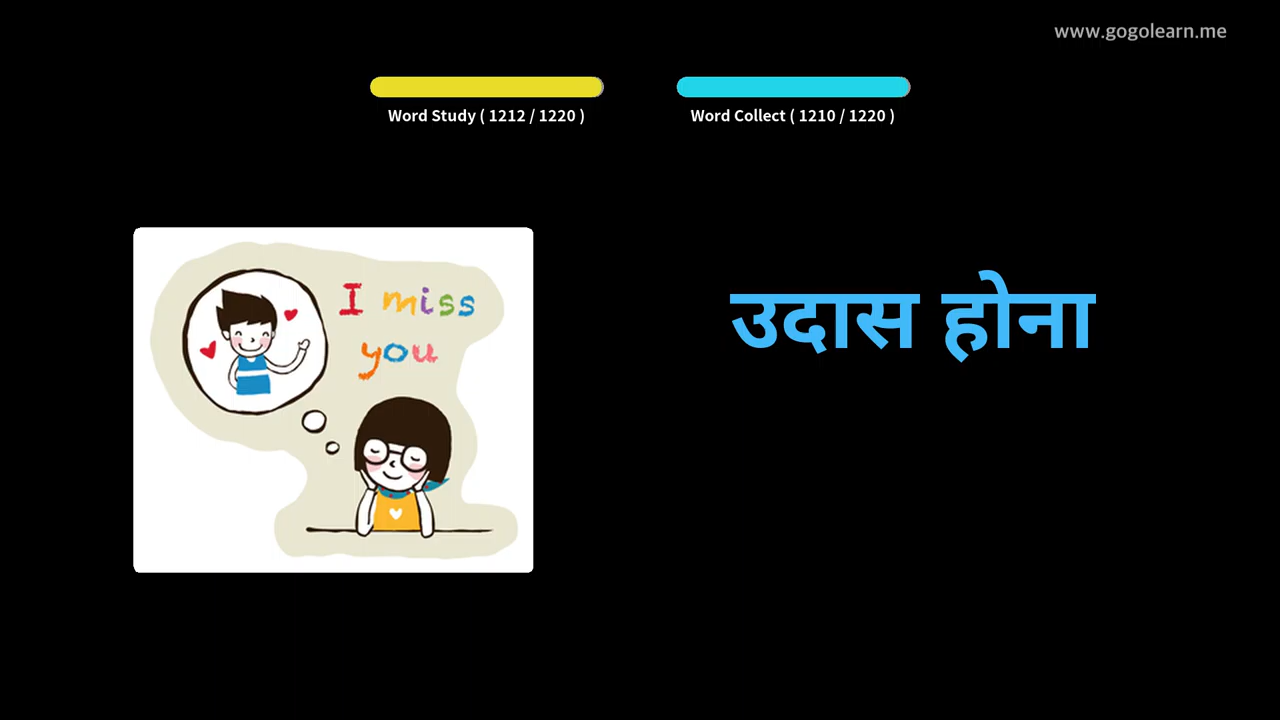 www.gogolearn.me
Word Study ( 1212 / 1220 )
Word Collect ( 1210 / 1220 )
I miss
you
उदास होना